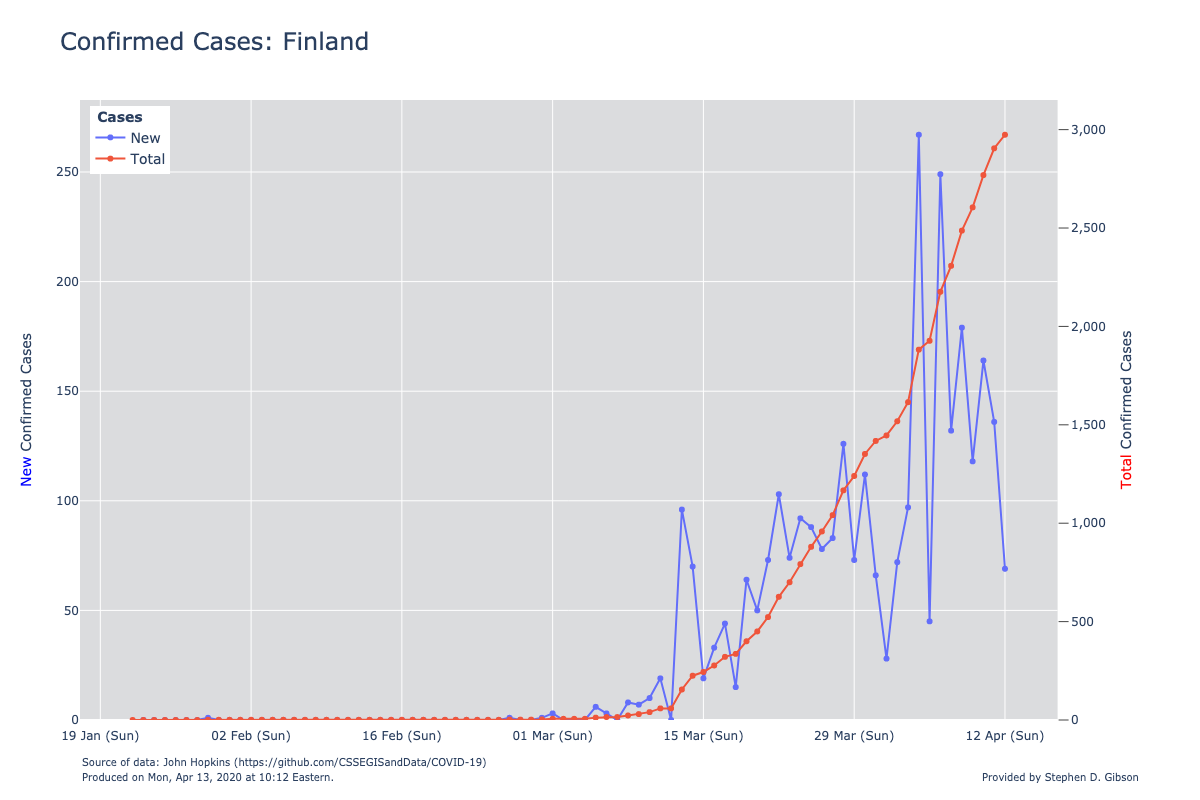 Confirmed Cases: Finland
Cases
New
Total
250
200
150
100
50
0
3,000
2,500
2,000
1,500
1,000
500
0
New Confirmed Cases
Total Confirmed Cases
19 Jan (Sun) 02 Feb (Sun) 16 Feb (Sun) 01 Mar (Sun) 15 Mar (Sun) 29 Mar (Sun) 12 Apr (Sun)
Source of data: John Hopkins (https://github.com/CSSEGISandData/COVID-19)
Produced on Mon, Apr 13, 2020 at 10:12 Eastern.
Provided by Stephen D. Gibson